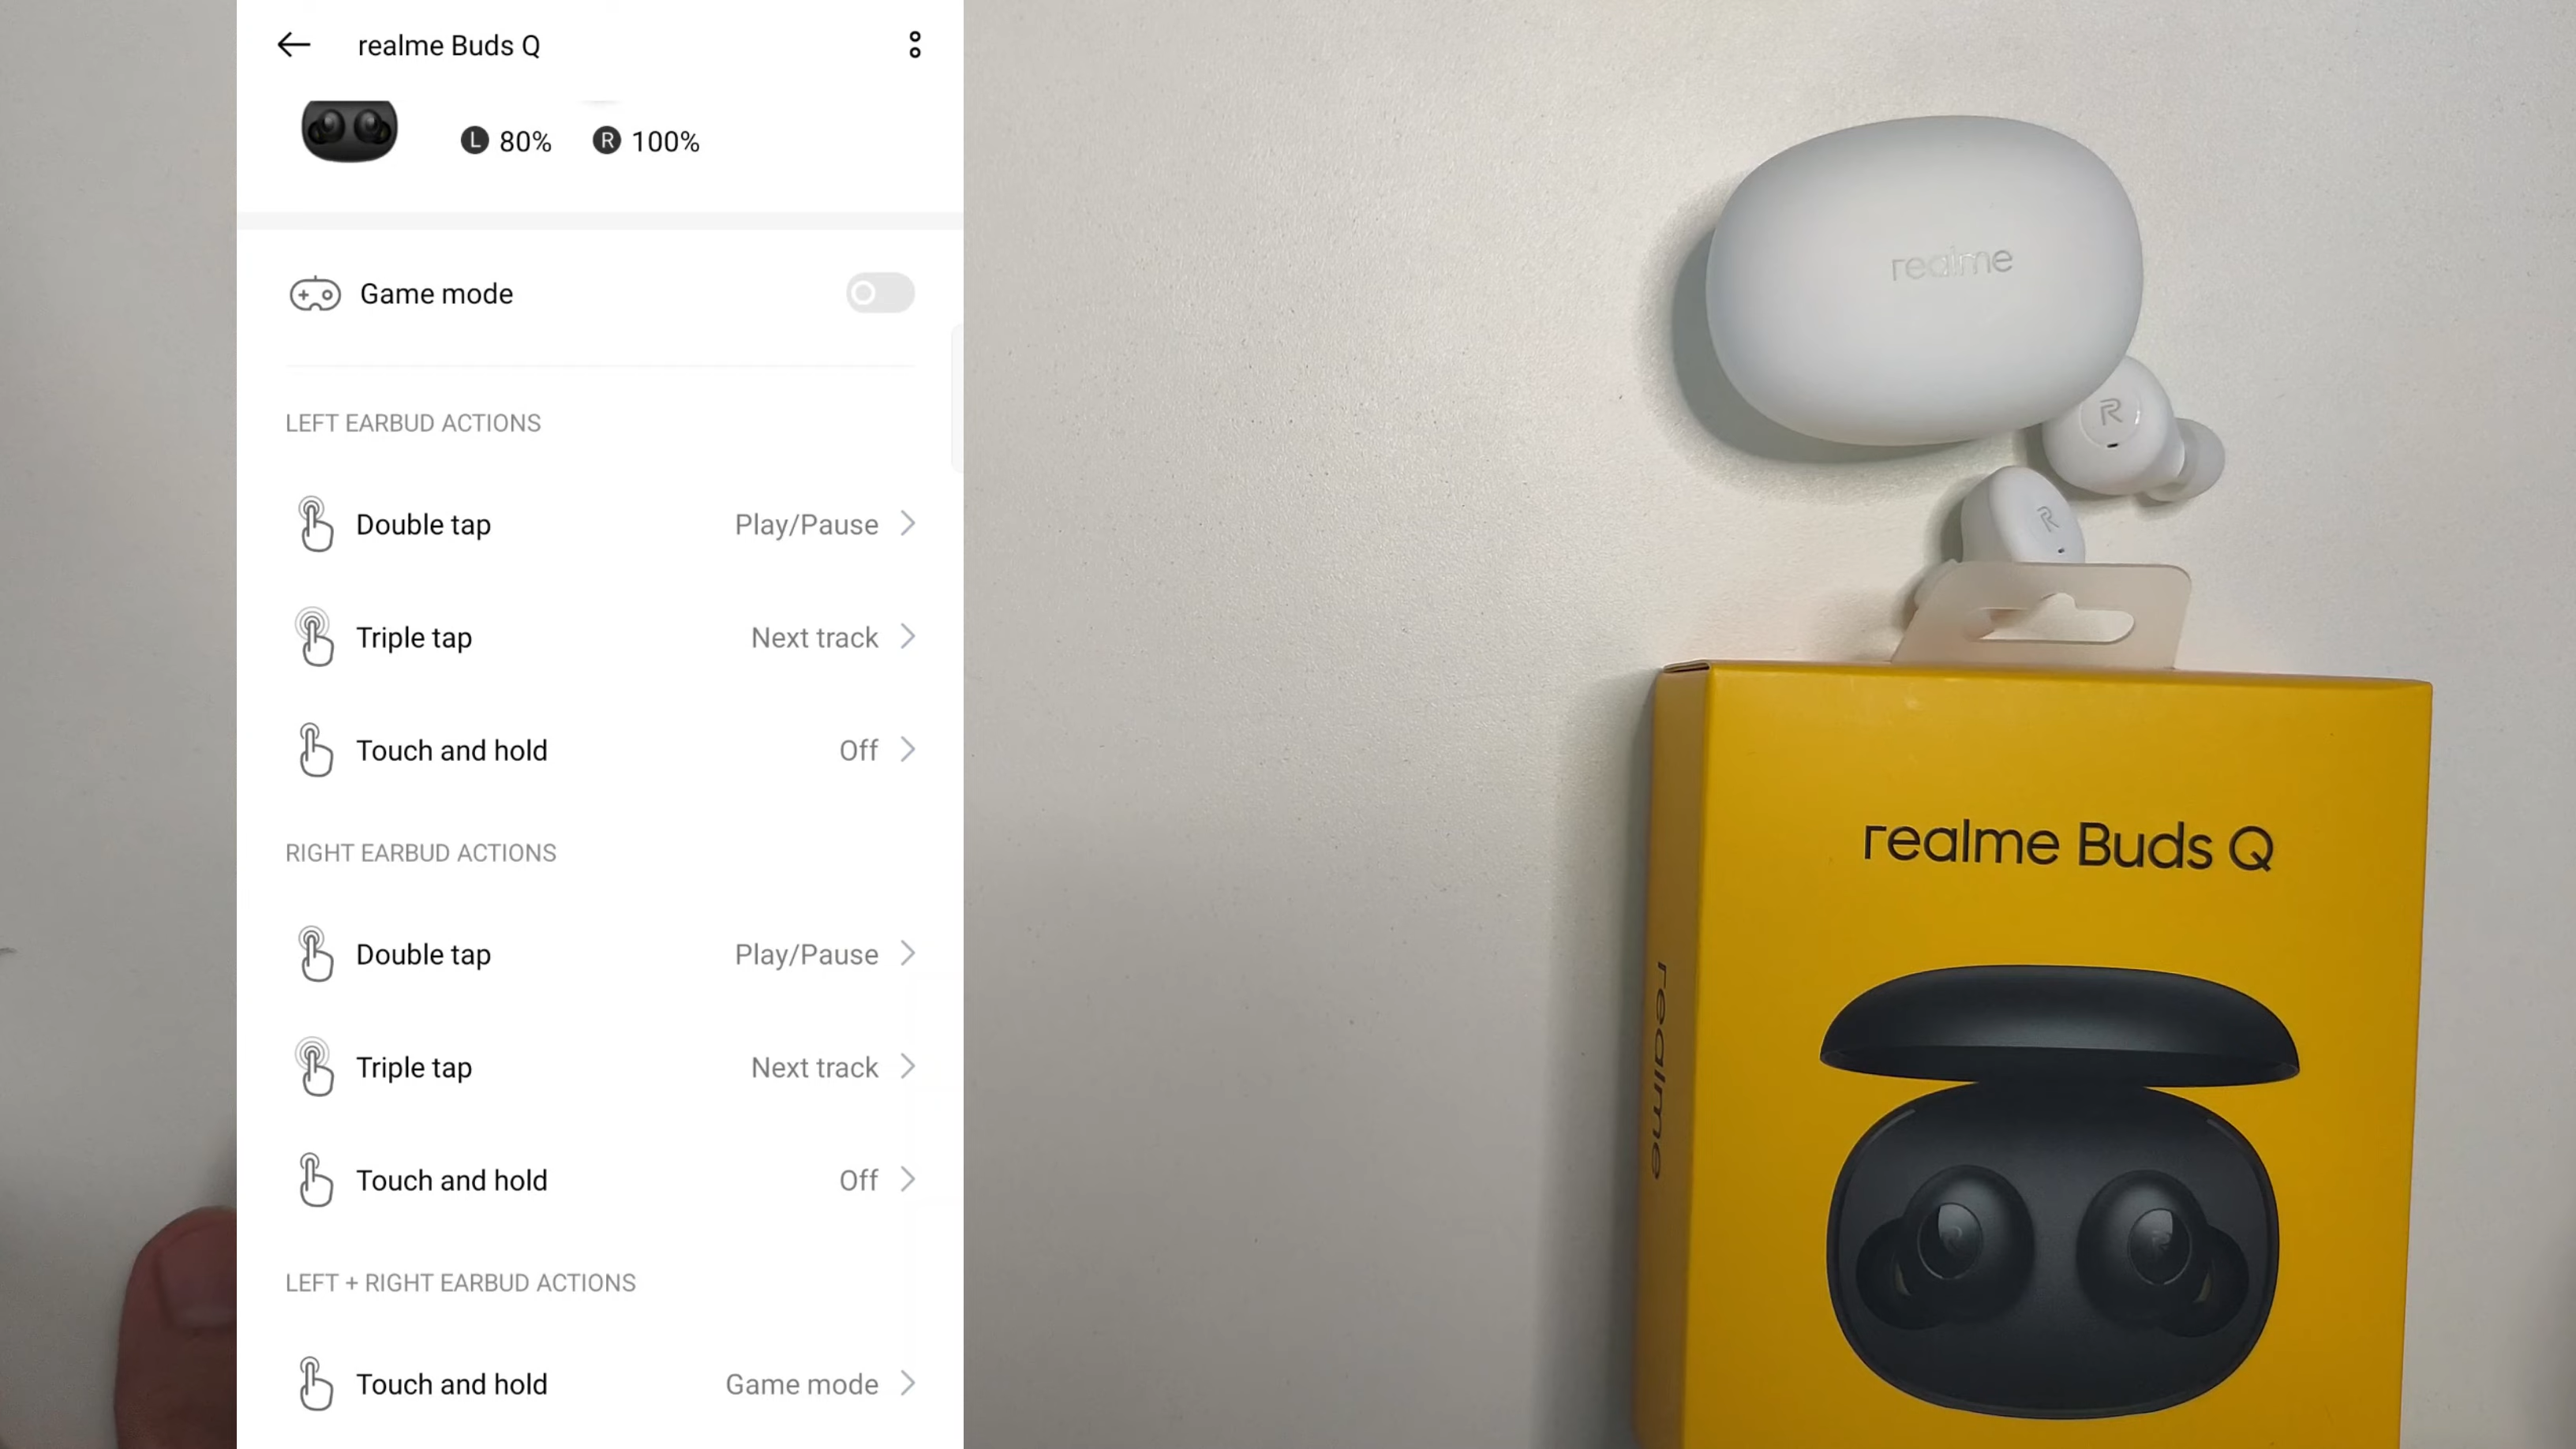 realme Buds Q
L 80% R 100%
Game mode
LEFT EARBUD ACTIONS
Double tap Play/Pause
Triple tap Next track
Touch and hold Off
RIGHT EARBUD ACTIONS
Double tap Play/Pause
Triple tap Next track
Touch and hold Off
LEFT + RIGHT EARBUD ACTIONS
Touch and hold Game mode
realme
R
R
realme Buds Q
realme
R
R